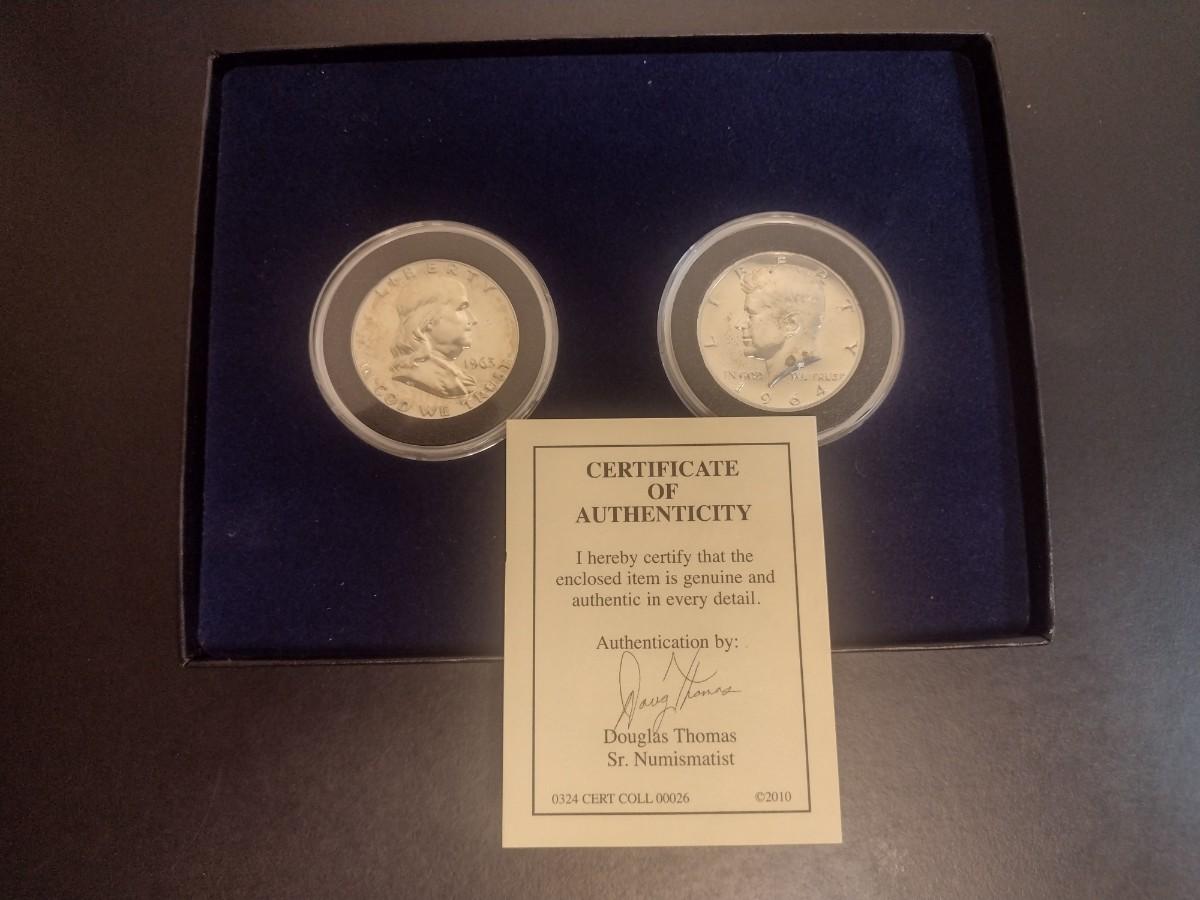 LIBERTY
1963
GOD WE TRUST
LIBERTY
IN GOD WE TRUST
1964
CERTIFICATE
OF
AUTHENTICITY
I hereby certify that the
enclosed item is genuine and
authentic in every detail.
Authentication by:
Doug Thomas
Douglas Thomas
Sr. Numismatist
0324 CERT COLL 00026 ©2010